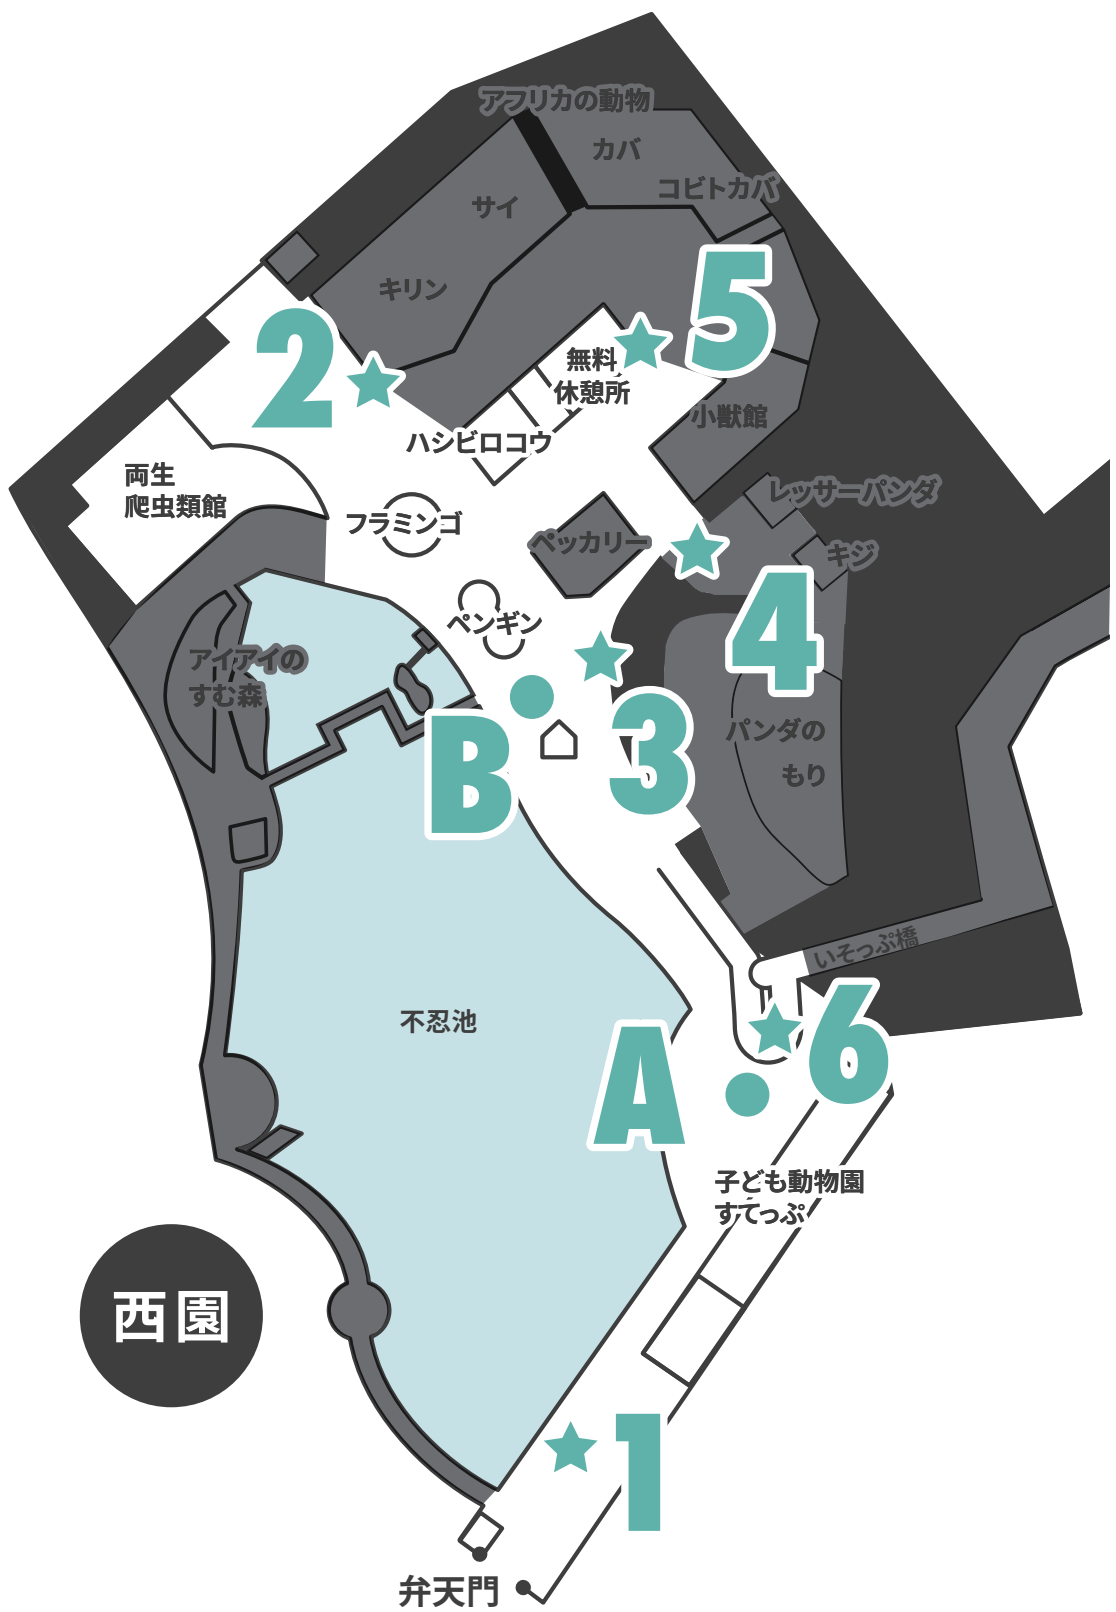 アフリカの動物
カバ
コビトカバ
サイ
キリン
5
2
無料
休憩所
小獣館
ハシビロコウ
両生
爬虫類館
レッサーパンダ
フラミンゴ
ペッカリー
キジ
4
ペンギン
アイアイの
すむ森
3
B
パンダの
もり
いそっぷ橋
不忍池
6
A
子ども動物園
すてっぷ
西園
1
弁天門